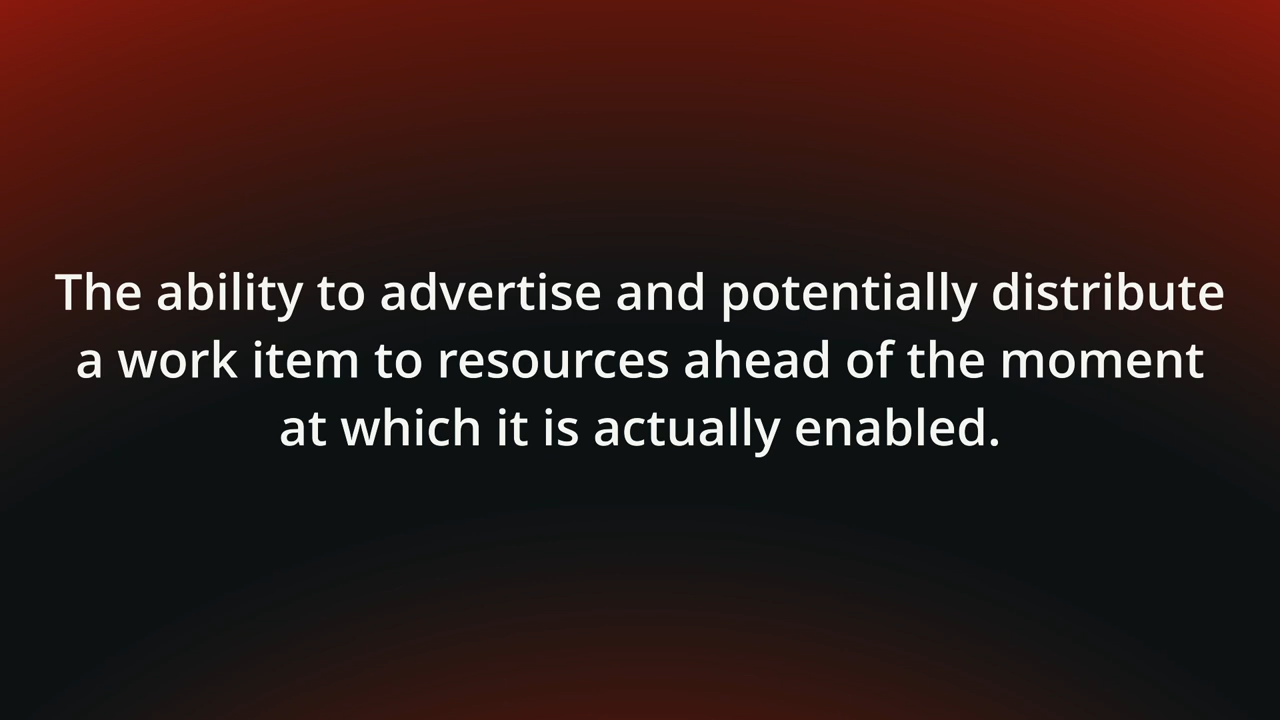 The ability to advertise and potentially distribute
a work item to resources ahead of the moment
at which it is actually enabled.